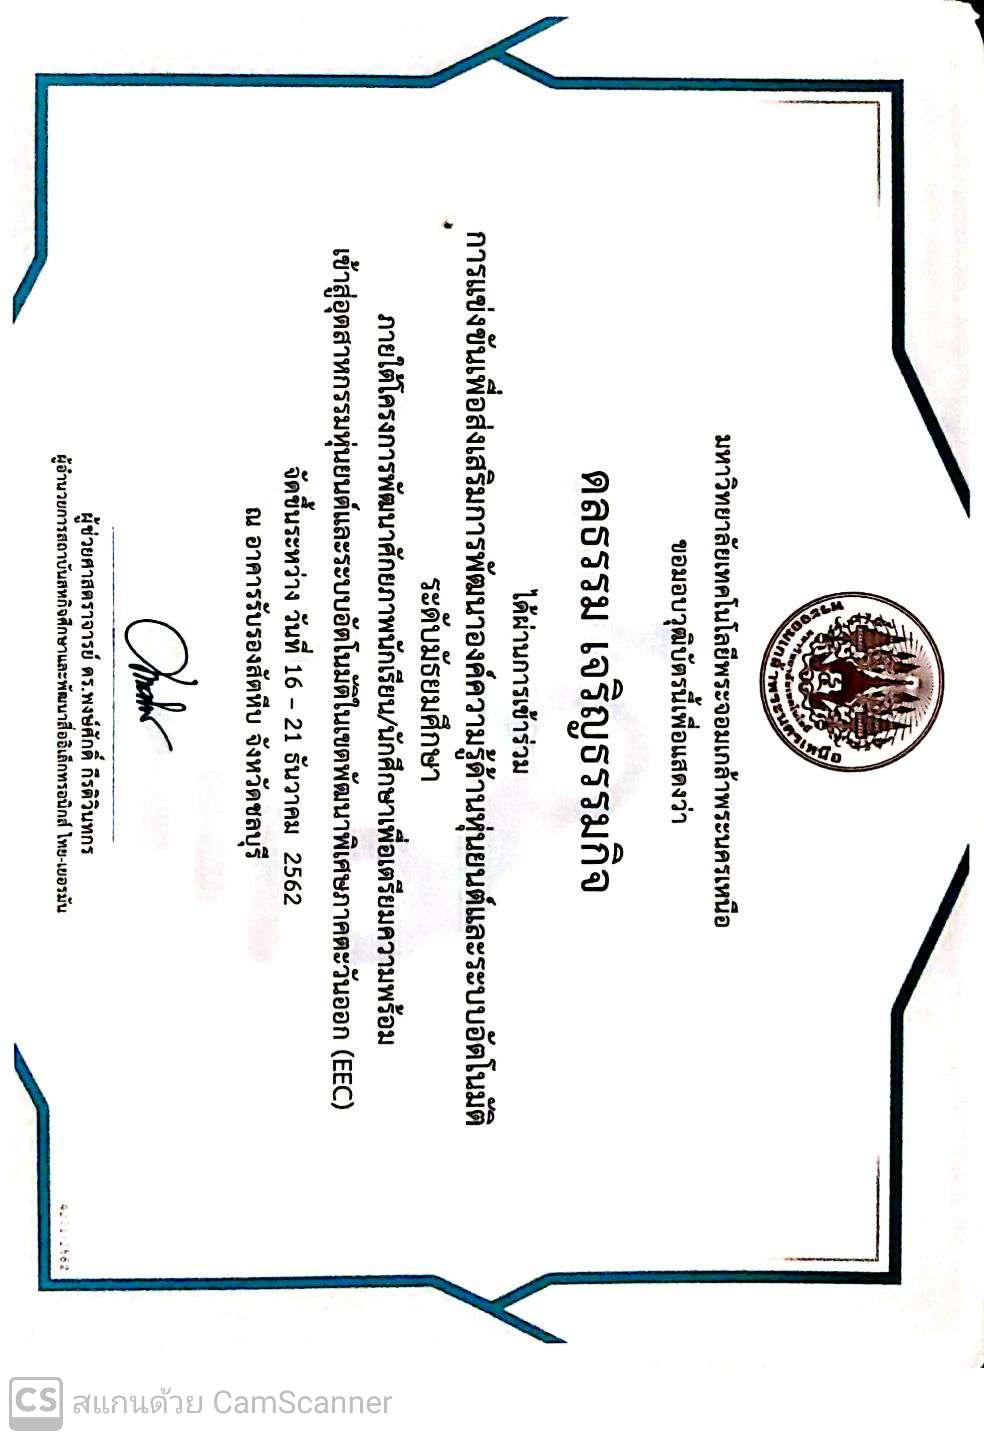 มหาวิทยาลัยเทคโนโลยี
พระจอมเกล้าพระนครเหนือ
มหาวิทยาลัยเทคโนโลยีพระจอมเกล้าพระนครเหนือ
ขอมอบวุฒิบัตรนี้เพื่อแสดงว่า
ดลธรรม เจริญธรรมกิจ
ได้ผ่านการเข้าร่วม
การแข่งขันเพื่อส่งเสริมการพัฒนาองค์ความรู้ด้านหุ่นยนต์และระบบอัตโนมัติ
ระดับมัธยมศึกษา
ภายใต้โครงการพัฒนาศักยภาพนักเรียน/นักศึกษาเพื่อเตรียมความพร้อม
เข้าสู่อุตสาหกรรมหุ่นยนต์และระบบอัตโนมัติในเขตพัฒนาพิเศษภาคตะวันออก (EEC)
จัดขึ้นระหว่าง วันที่ 16 – 21 ธันวาคม 2562
ณ อาคารรับรองสัตหีบ จังหวัดชลบุรี
ผู้ช่วยศาสตราจารย์ ดร.พงษ์ศักดิ์ กีรติวินทกร
ผู้อำนวยการสถาบันสหกิจศึกษาและพัฒนาสื่ออิเล็กทรอนิกส์ ไทย-เยอรมัน
CS สแกนด้วย CamScanner